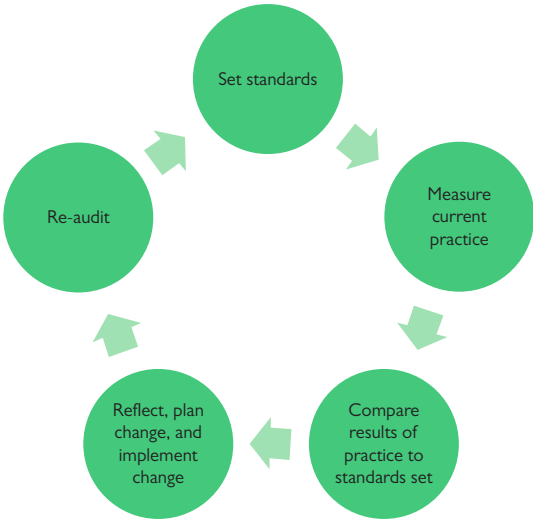 Set standards
Measure
current
practice
Compare
results of
practice to
standards set
Reflect, plan
change, and
implement
change
Re-audit